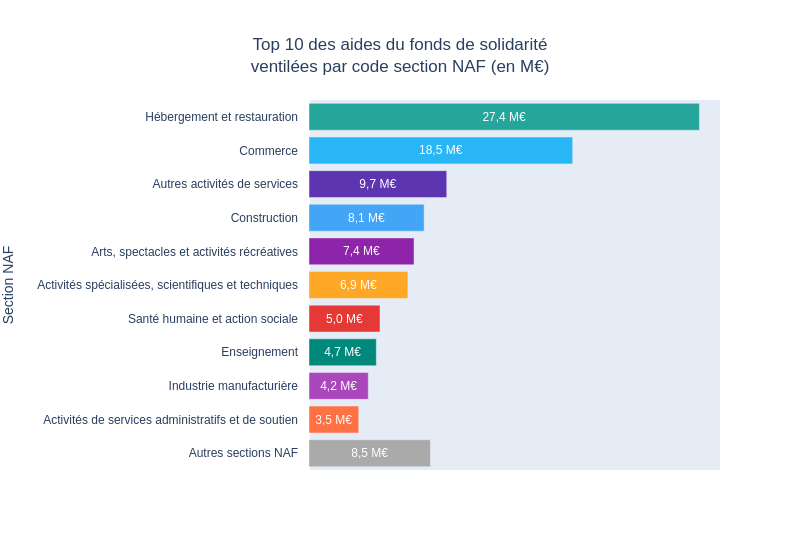 Top 10 des aides du fonds de solidarité
ventilées par code section NAF (en M€)
Section NAF
Hébergement et restauration 27,4 M€
Commerce 18,5 M€
Autres activités de services 9,7 M€
Construction 8,1 M€
Arts, spectacles et activités récréatives 7,4 M€
Activités spécialisées, scientifiques et techniques 6,9 M€
Santé humaine et action sociale 5,0 M€
Enseignement 4,7 M€
Industrie manufacturière 4,2 M€
Activités de services administratifs et de soutien 3,5 M€
Autres sections NAF 8,5 M€